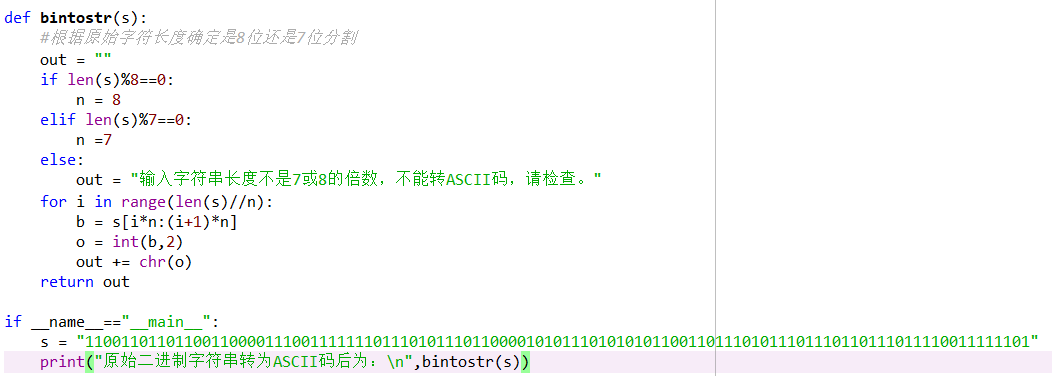 def bintostr(s):
#根据原始字符长度确定是8位还是7位分割
out = ""
if len(s)%8==0:
n = 8
elif len(s)%7==0:
n =7
else:
out = "输入字符串长度不是7或8的倍数，不能转ASCII码，请检查。"
for i in range(len(s)//n):
b = s[i*n:(i+1)*n]
o = int(b,2)
out += chr(o)
return out
if __name__=="__main__":
s = "110011011011001100001110011111110111010111011000010101110101010110011011101011101110110111011110011111101"
print("原始二进制字符串转为ASCII码后为：\n",bintostr(s))